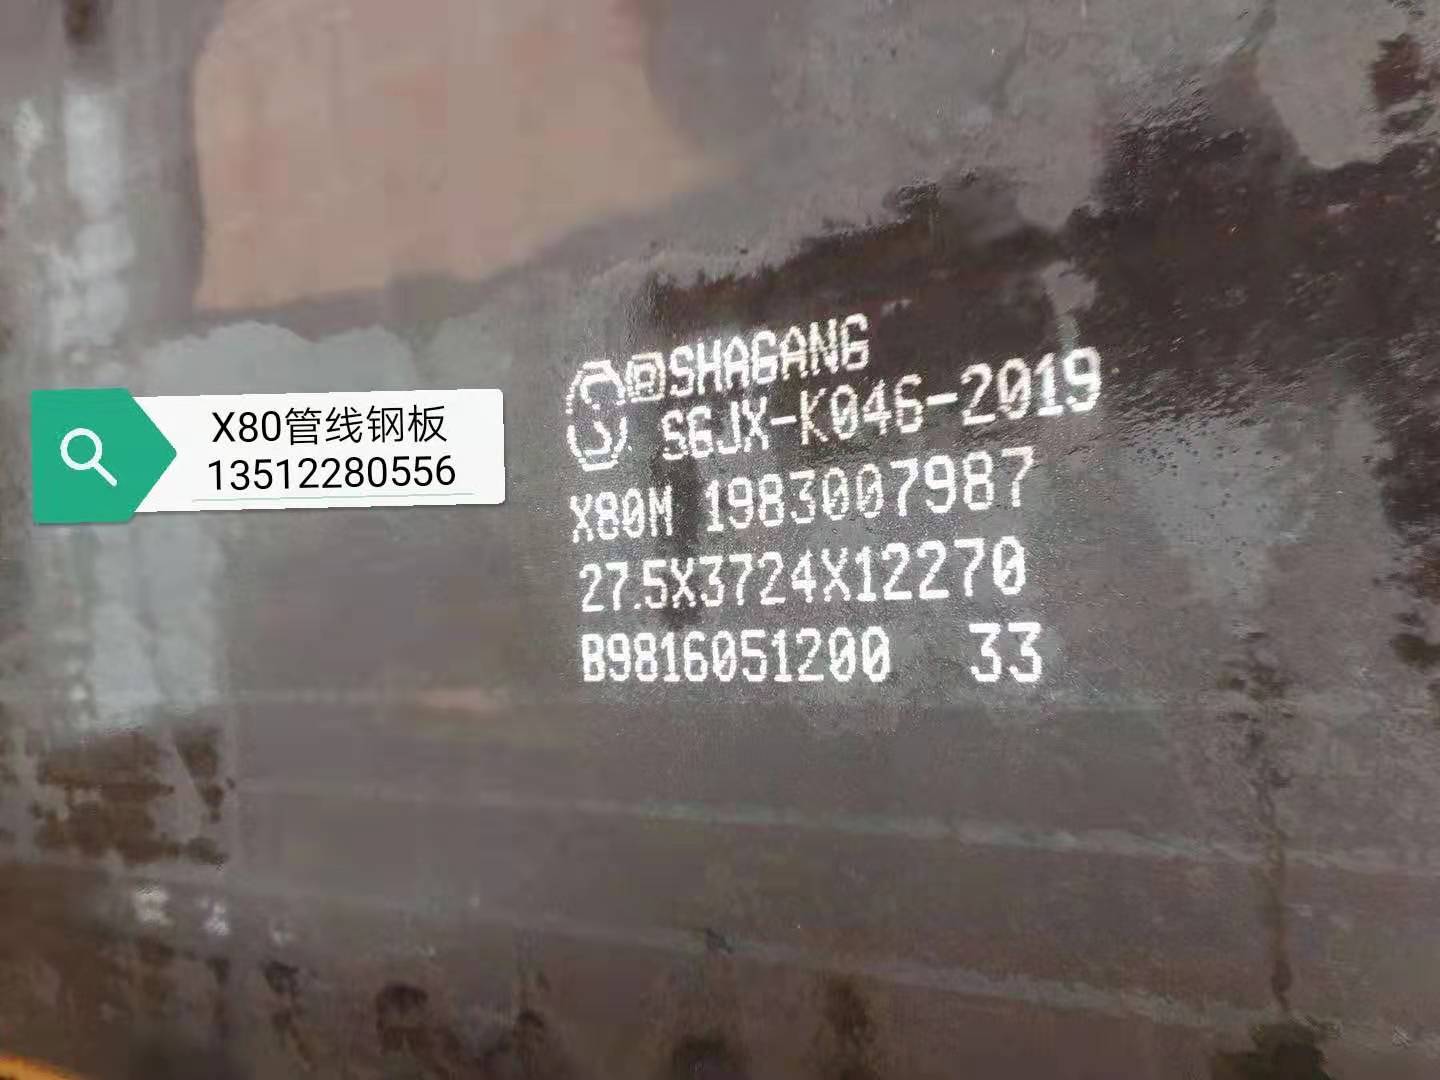 X80管线钢板
13512280556
®SHAGANG
SGJX-K046-2019
X80M 1983007987
27.5X3724X12270
B9816051200 33